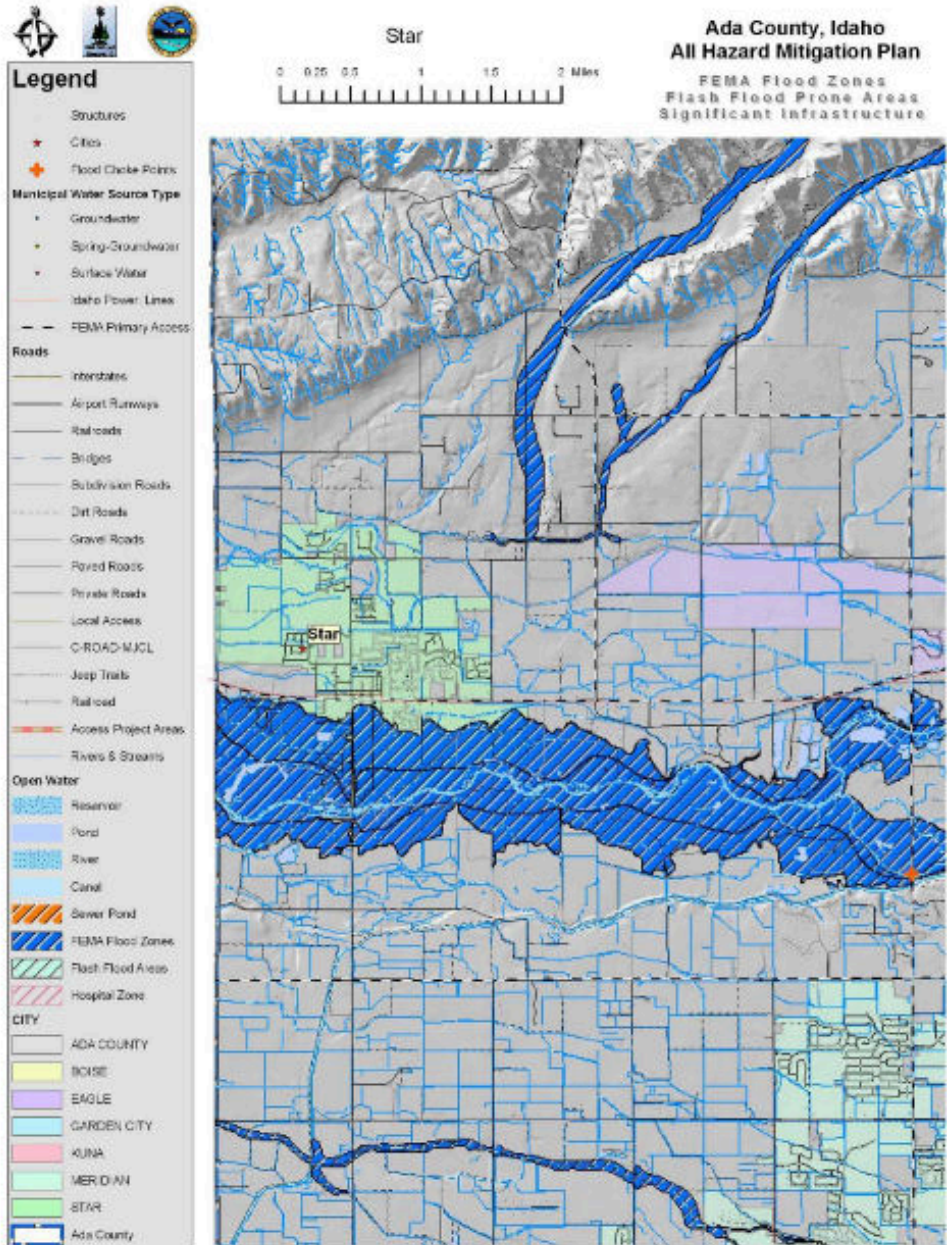 Star
0 0.25 0.5 1 1.5 2 Miles
Ada County, Idaho
All Hazard Mitigation Plan
FEMA Flood Zones
Flash Flood Prone Areas
Significant Infrastructure
Legend
Structures
Cities
Flood Choke Points
Municipal Water Source Type
Groundwater
Spring-Groundwater
Surface Water
Idaho Power Lines
FEMA Primary Access
Roads
Interstates
Airport Runways
Railroads
Bridges
Subdivision Roads
Dirt Roads
Gravel Roads
Paved Roads
Private Roads
Local Access
C-ROAD-MJCL
Jeep Trails
Railroad
Access Project Areas
Rivers & Streams
Open Water
Reservoir
Pond
River
Canal
Sewer Pond
FEMA Flood Zones
Flash Flood Areas
Hospital Zone
CITY
ADA COUNTY
BOISE
EAGLE
GARDEN CITY
KUNA
MERIDIAN
STAR
Ada County
Star